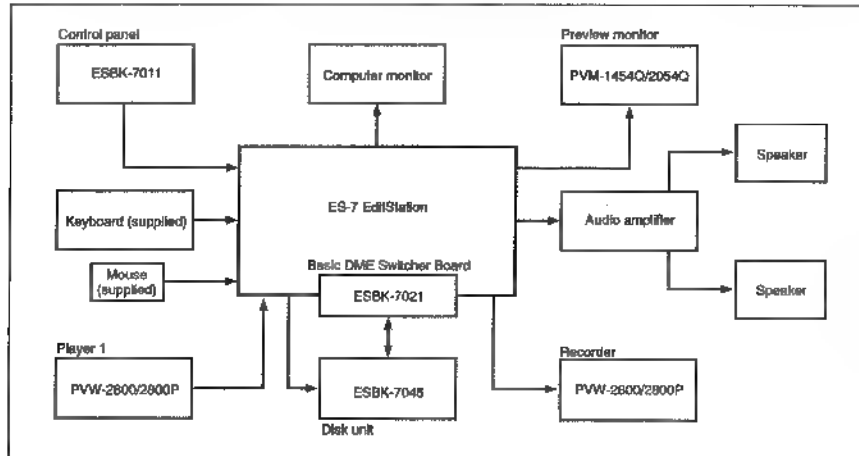 Control panel
ESBK-7011
Computer monitor
Preview monitor
PVM-1454Q/2054Q
Speaker
ES-7 EditStation
Keyboard (supplied)
Audio amplifier
Mouse
(supplied)
Basic DME Switcher Board
ESBK-7021
Speaker
Player 1
PVW-2800/2800P
ESBK-7045
Disk unit
Recorder
PVW-2800/2800P